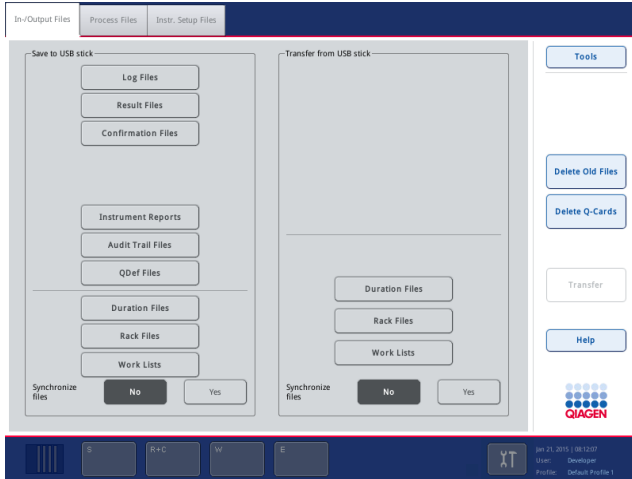 In-/Output Files
Process Files
Instr. Setup Files
Save to USB stick
Log Files
Result Files
Confirmation Files
Instrument Reports
Audit Trail Files
QDef Files
Duration Files
Rack Files
Work Lists
Synchronize
files
No
Yes
Transfer from USB stick
Duration Files
Rack Files
Work Lists
Synchronize
files
No
Yes
Tools
Delete Old Files
Delete Q-Cards
Transfer
Help
QIAGEN
S
R+C
W
E
Jan 21, 2015 | 08:12:07
User: Developer
Profile: Default Profile 1